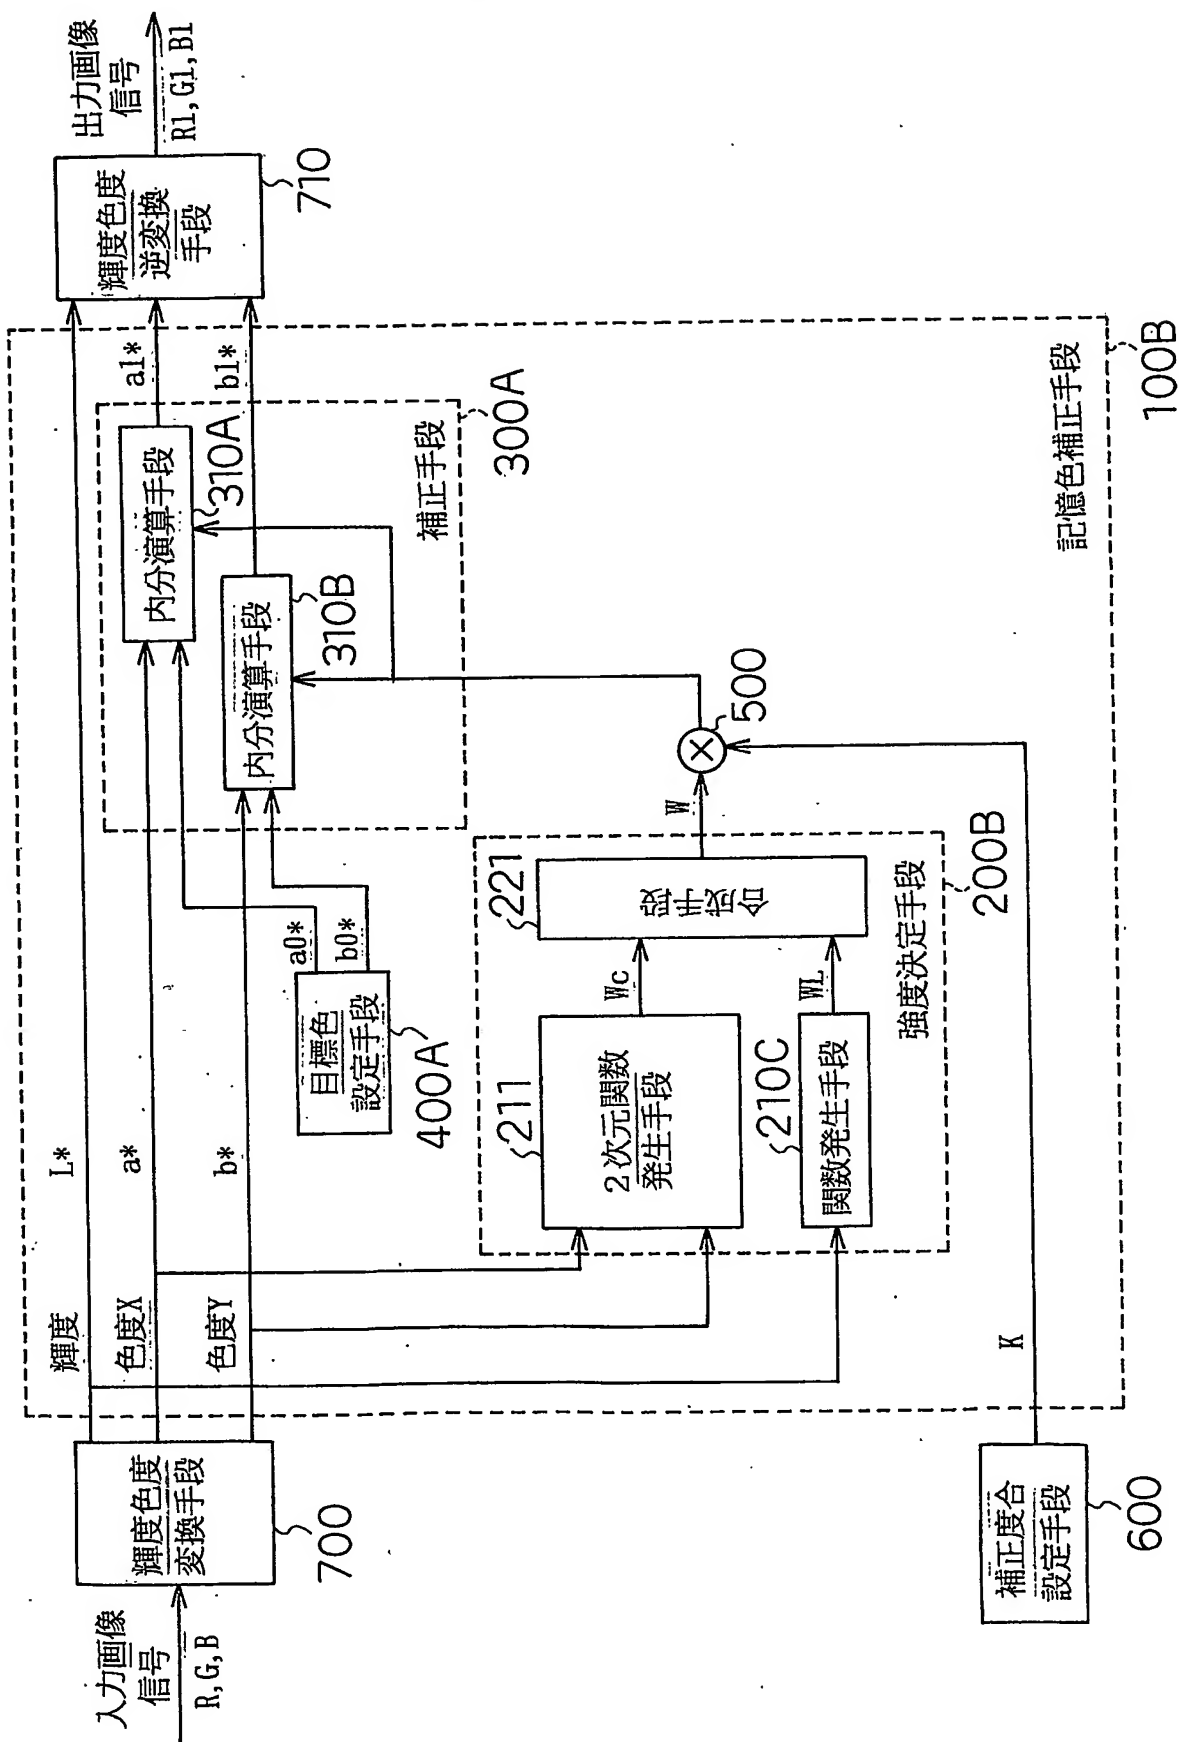 入力画像
信号
R,G,B
輝度色度
変換手段
700
輝度
L*
色度X
a*
色度Y
b*
目標色
設定手段
400A
a0*
b0*
内分演算手段
310A
内分演算手段
310B
補正手段
300A
a1*
b1*
輝度色度
逆変換
手段
710
出力画像
信号
R1,G1,B1
2次元関数
発生手段
211
関数発生手段
210C
Wc
WL
合成
手段
221
強度決定手段
200B
W
500
K
補正度合
設定手段
600
記憶色補正手段
100B